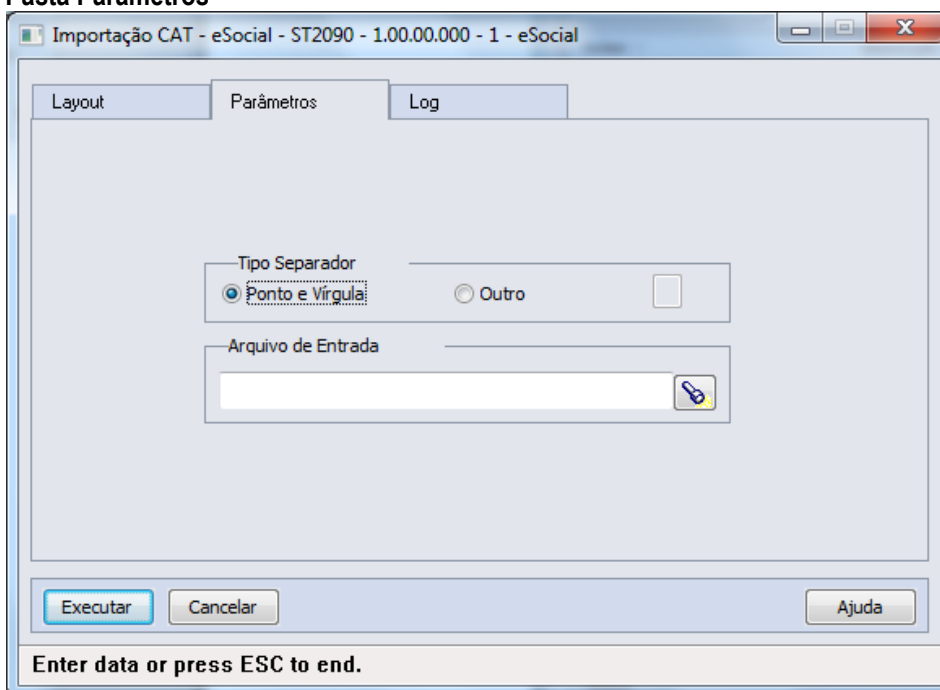 Pasta Parâmetros
Importação CAT - eSocial - ST2090 - 1.00.00.000 - 1 - eSocial
Layout Parâmetros Log
Tipo Separador
Ponto e Vírgula Outro
Arquivo de Entrada
Executar Cancelar Ajuda
Enter data or press ESC to end.